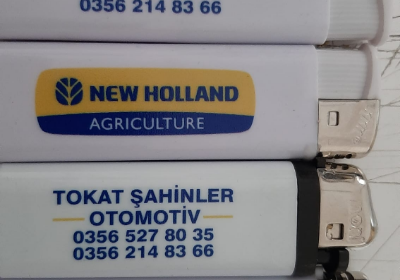 0356 214 83 66
NEW HOLLAND
AGRICULTURE
TOKAT ŞAHİNLER
OTOMOTİV
0356 527 80 35
0356 214 83 66